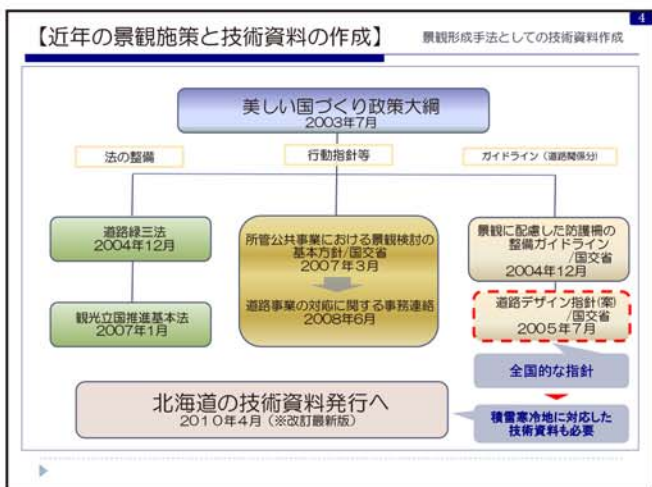 4
【近年の景観施策と技術資料の作成】
景観形成手法としての技術資料作成
美しい国づくり政策大綱
2003年7月
法の整備
行動指針等
ガイドライン（道路関係分）
道路緑三法
2004年12月
観光立国推進基本法
2007年1月
所管公共事業における景観検討の
基本方針/国交省
2007年3月
道路事業の対応に関する事務連絡
2008年6月
景観に配慮した防護柵の
整備ガイドライン
/国交省
2004年12月
道路デザイン指針(案)
/国交省
2005年7月
全国的な指針
積雪寒冷地に対応した
技術資料も必要
北海道の技術資料発行へ
2010年4月（※改訂最新版）